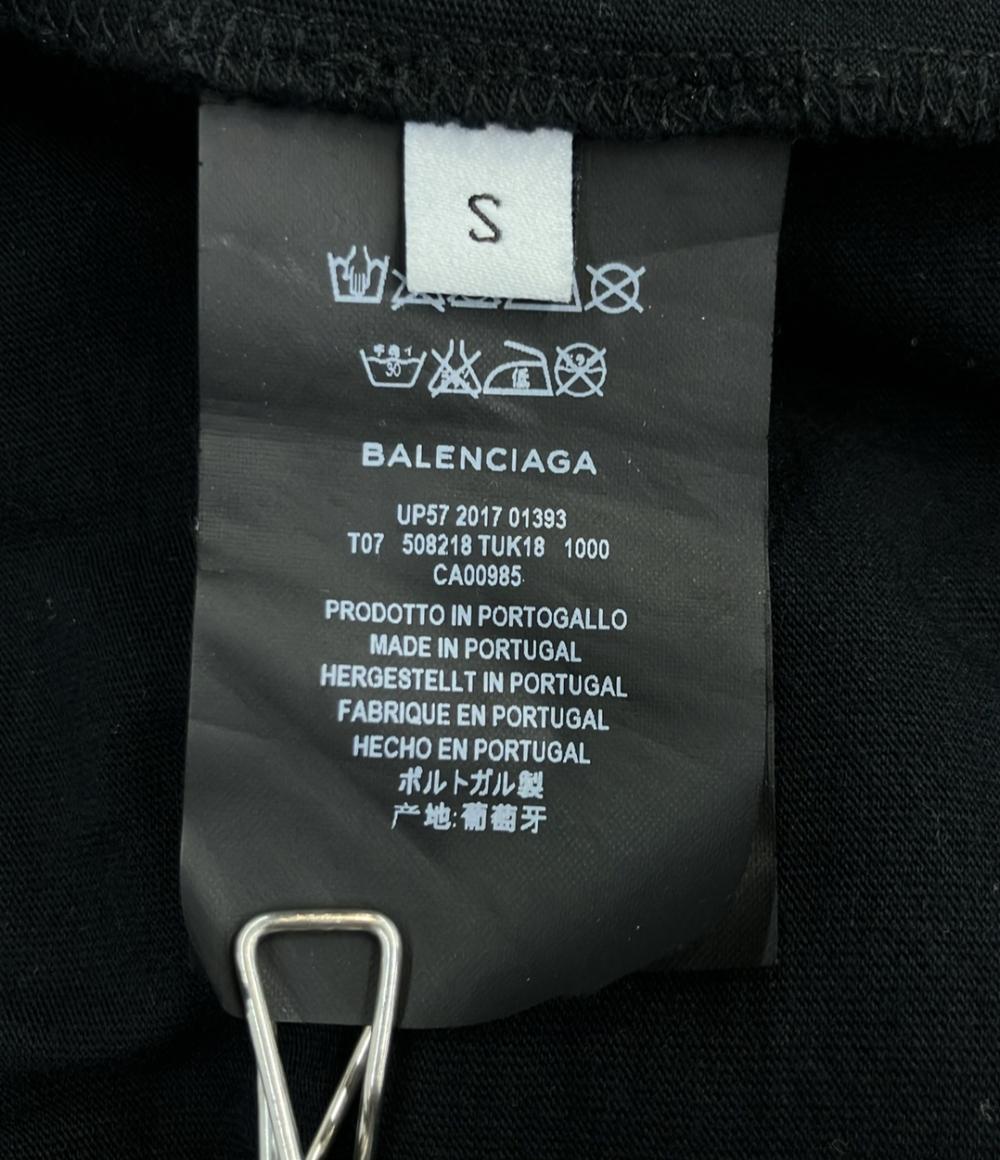 S
手洗イ
30
低
BALENCIAGA
UP57 2017 01393
T07 508218 TUK18 1000
CA00985
PRODOTTO IN PORTOGALLO
MADE IN PORTUGAL
HERGESTELLT IN PORTUGAL
FABRIQUE EN PORTUGAL
HECHO EN PORTUGAL
ポルトガル製
产地:葡萄牙